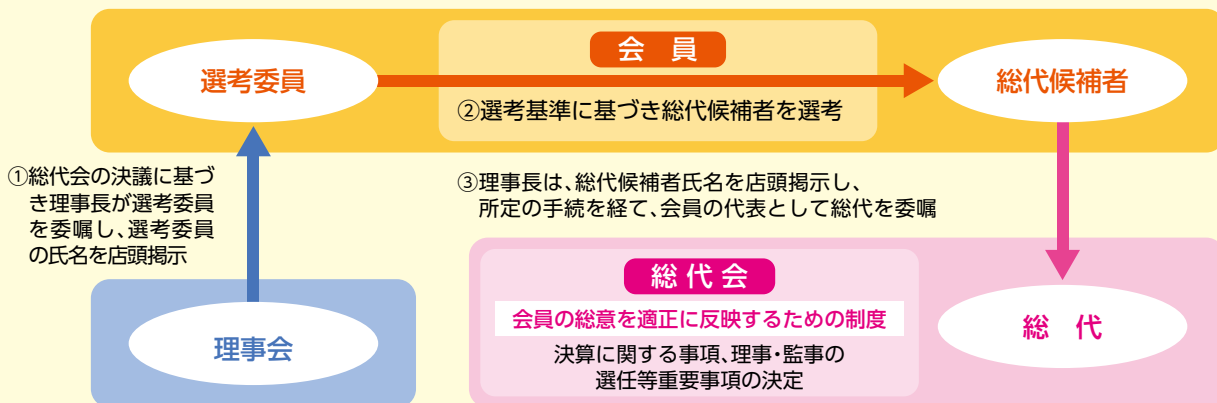 会 員
選考委員
総代候補者
②選考基準に基づき総代候補者を選考
①総代会の決議に基づ
き理事長が選考委員
を委嘱し、選考委員
の氏名を店頭掲示
③理事長は、総代候補者氏名を店頭掲示し、
所定の手続を経て、会員の代表として総代を委嘱
理事会
総代会
会員の総意を適正に反映するための制度
決算に関する事項、理事・監事の
選任等重要事項の決定
総 代